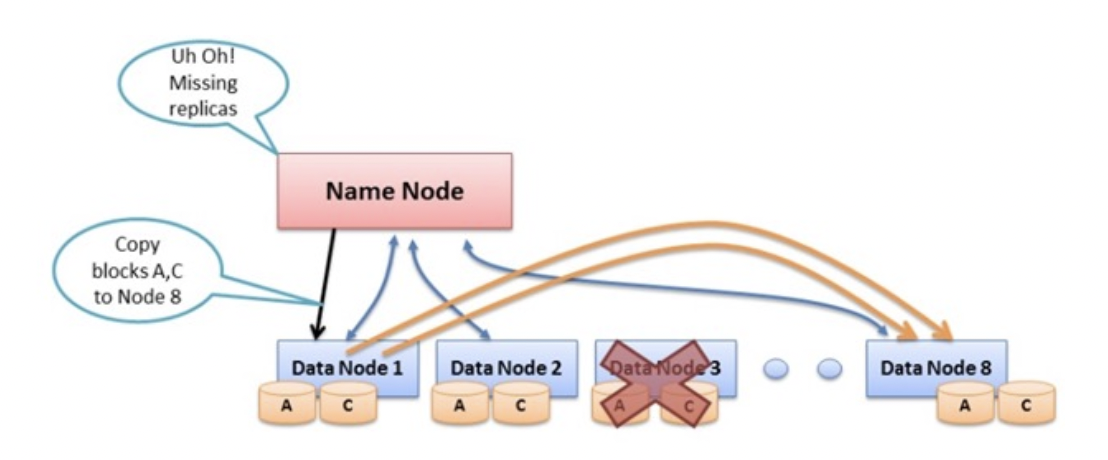 Uh Oh!
Missing
replicas
Name Node
Copy
blocks A,C
to Node 8
Data Node 1
Data Node 2
Data Node 3
Data Node 8
A
C
A
C
A
C
A
C